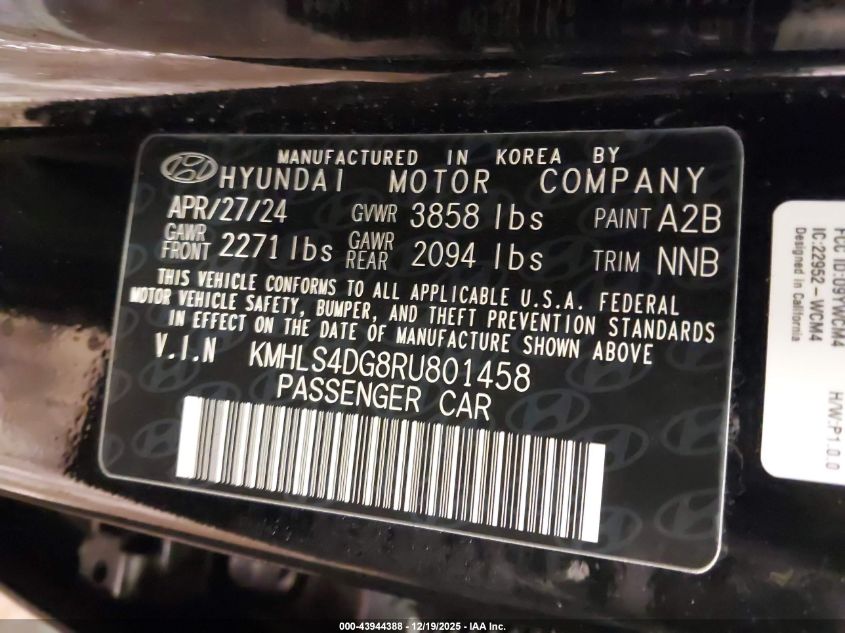 MANUFACTURED IN KOREA BY
HYUNDAI MOTOR COMPANY
APR/27/24 GVWR 3858 lbs PAINT A2B
GAWR FRONT 2271 lbs GAWR REAR 2094 lbs TRIM NNB
THIS VEHICLE CONFORMS TO ALL APPLICABLE U.S.A. FEDERAL
MOTOR VEHICLE SAFETY, BUMPER, AND THEFT PREVENTION STANDARDS
IN EFFECT ON THE DATE OF MANUFACTURE SHOWN ABOVE
V.I.N KMHLS4DG8RU801458
PASSENGER CAR
FCC ID:O9YWCM4
IC:22952-WCM4
Designed in California
H/W:P1.0.0
000-43944388 - 12/19/2025 - IAA Inc.